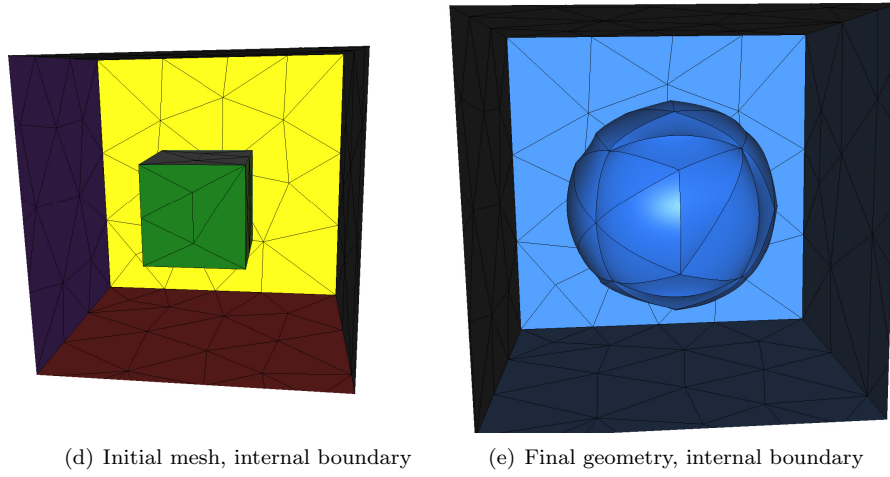 (d) Initial mesh, internal boundary
(e) Final geometry, internal boundary